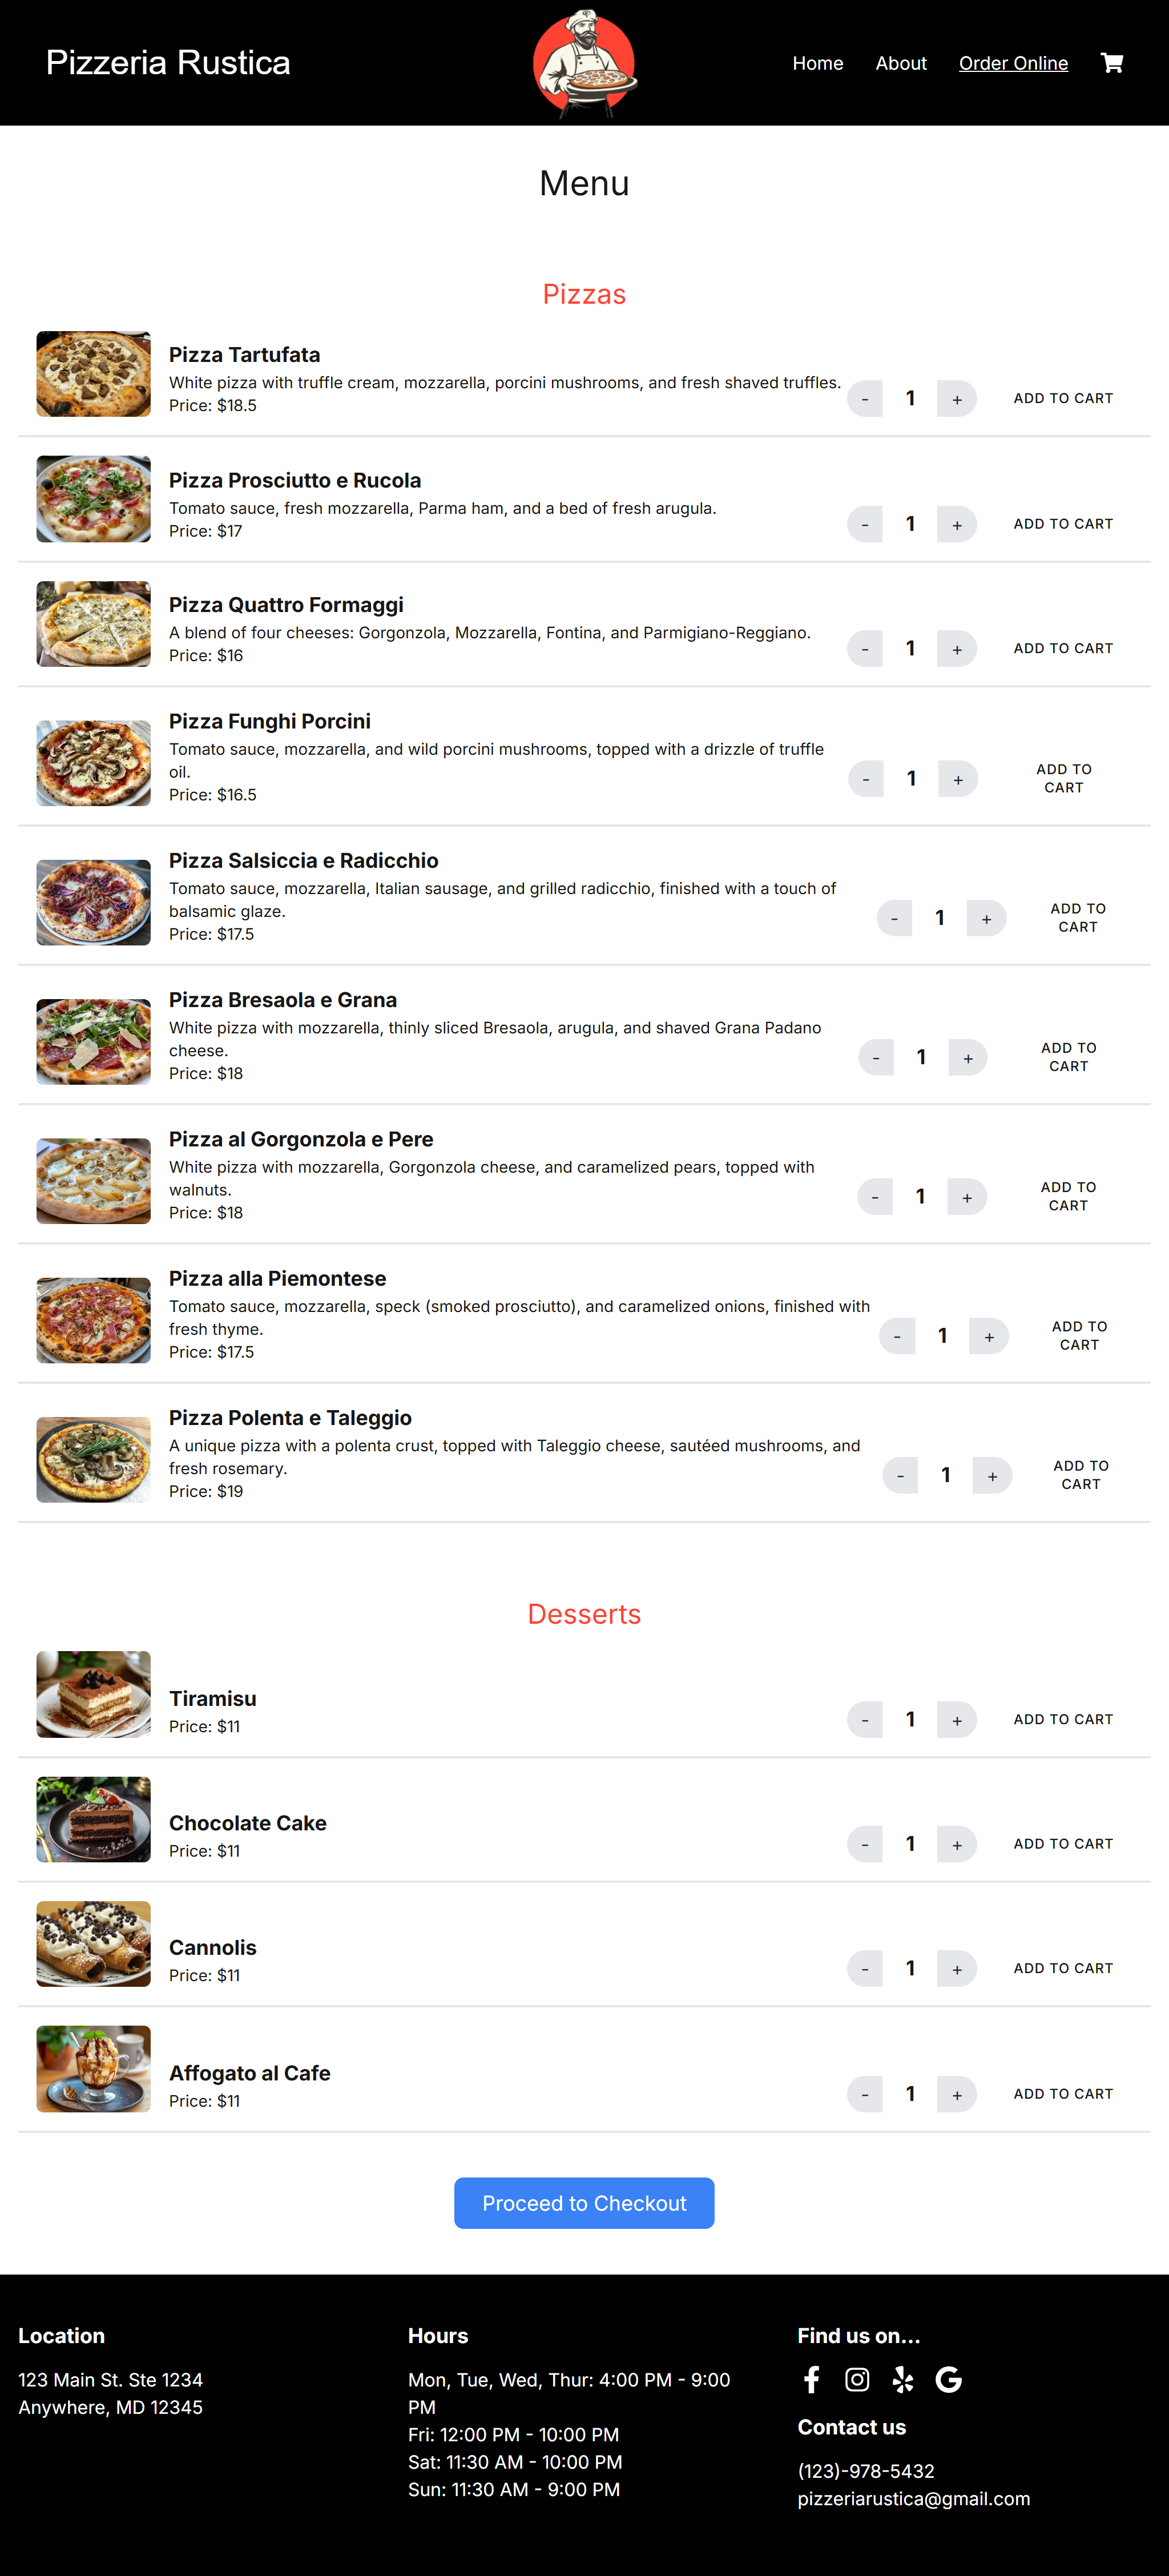 Pizzeria Rustica
Home About Order Online
Menu
Pizzas
Pizza Tartufata
White pizza with truffle cream, mozzarella, porcini mushrooms, and fresh shaved truffles.
Price: $18.5
- 1 + ADD TO CART
Pizza Prosciutto e Rucola
Tomato sauce, fresh mozzarella, Parma ham, and a bed of fresh arugula.
Price: $17
- 1 + ADD TO CART
Pizza Quattro Formaggi
A blend of four cheeses: Gorgonzola, Mozzarella, Fontina, and Parmigiano-Reggiano.
Price: $16
- 1 + ADD TO CART
Pizza Funghi Porcini
Tomato sauce, mozzarella, and wild porcini mushrooms, topped with a drizzle of truffle
oil.
Price: $16.5
- 1 + ADD TO
CART
Pizza Salsiccia e Radicchio
Tomato sauce, mozzarella, Italian sausage, and grilled radicchio, finished with a touch of
balsamic glaze.
Price: $17.5
- 1 + ADD TO
CART
Pizza Bresaola e Grana
White pizza with mozzarella, thinly sliced Bresaola, arugula, and shaved Grana Padano
cheese.
Price: $18
- 1 + ADD TO
CART
Pizza al Gorgonzola e Pere
White pizza with mozzarella, Gorgonzola cheese, and caramelized pears, topped with
walnuts.
Price: $18
- 1 + ADD TO
CART
Pizza alla Piemontese
Tomato sauce, mozzarella, speck (smoked prosciutto), and caramelized onions, finished with
fresh thyme.
Price: $17.5
- 1 + ADD TO
CART
Pizza Polenta e Taleggio
A unique pizza with a polenta crust, topped with Taleggio cheese, sautéed mushrooms, and
fresh rosemary.
Price: $19
- 1 + ADD TO
CART
Desserts
Tiramisu
Price: $11
- 1 + ADD TO CART
Chocolate Cake
Price: $11
- 1 + ADD TO CART
Cannolis
Price: $11
- 1 + ADD TO CART
Affogato al Cafe
Price: $11
- 1 + ADD TO CART
Proceed to Checkout
Location
123 Main St. Ste 1234
Anywhere, MD 12345
Hours
Mon, Tue, Wed, Thur: 4:00 PM - 9:00
PM
Fri: 12:00 PM - 10:00 PM
Sat: 11:30 AM - 10:00 PM
Sun: 11:30 AM - 9:00 PM
Find us on...
Contact us
(123)-978-5432
pizzeriarustica@gmail.com